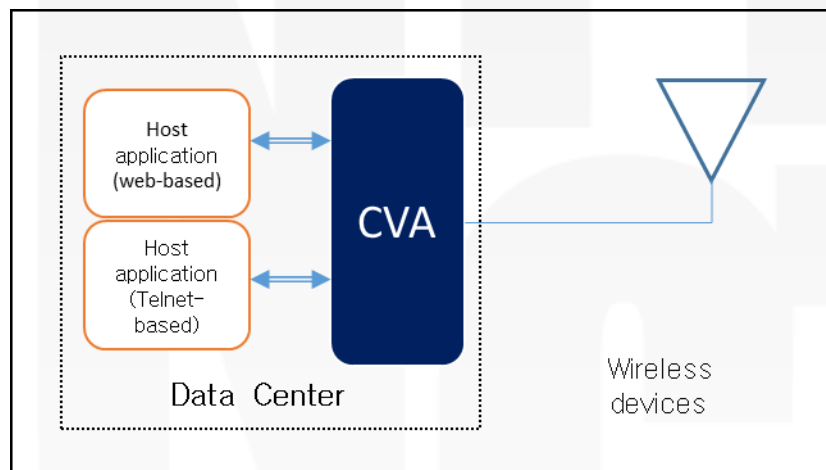 Host
application
(web-based)
Host
application
(Telnet-
based)
CVA
Data Center
Wireless
devices